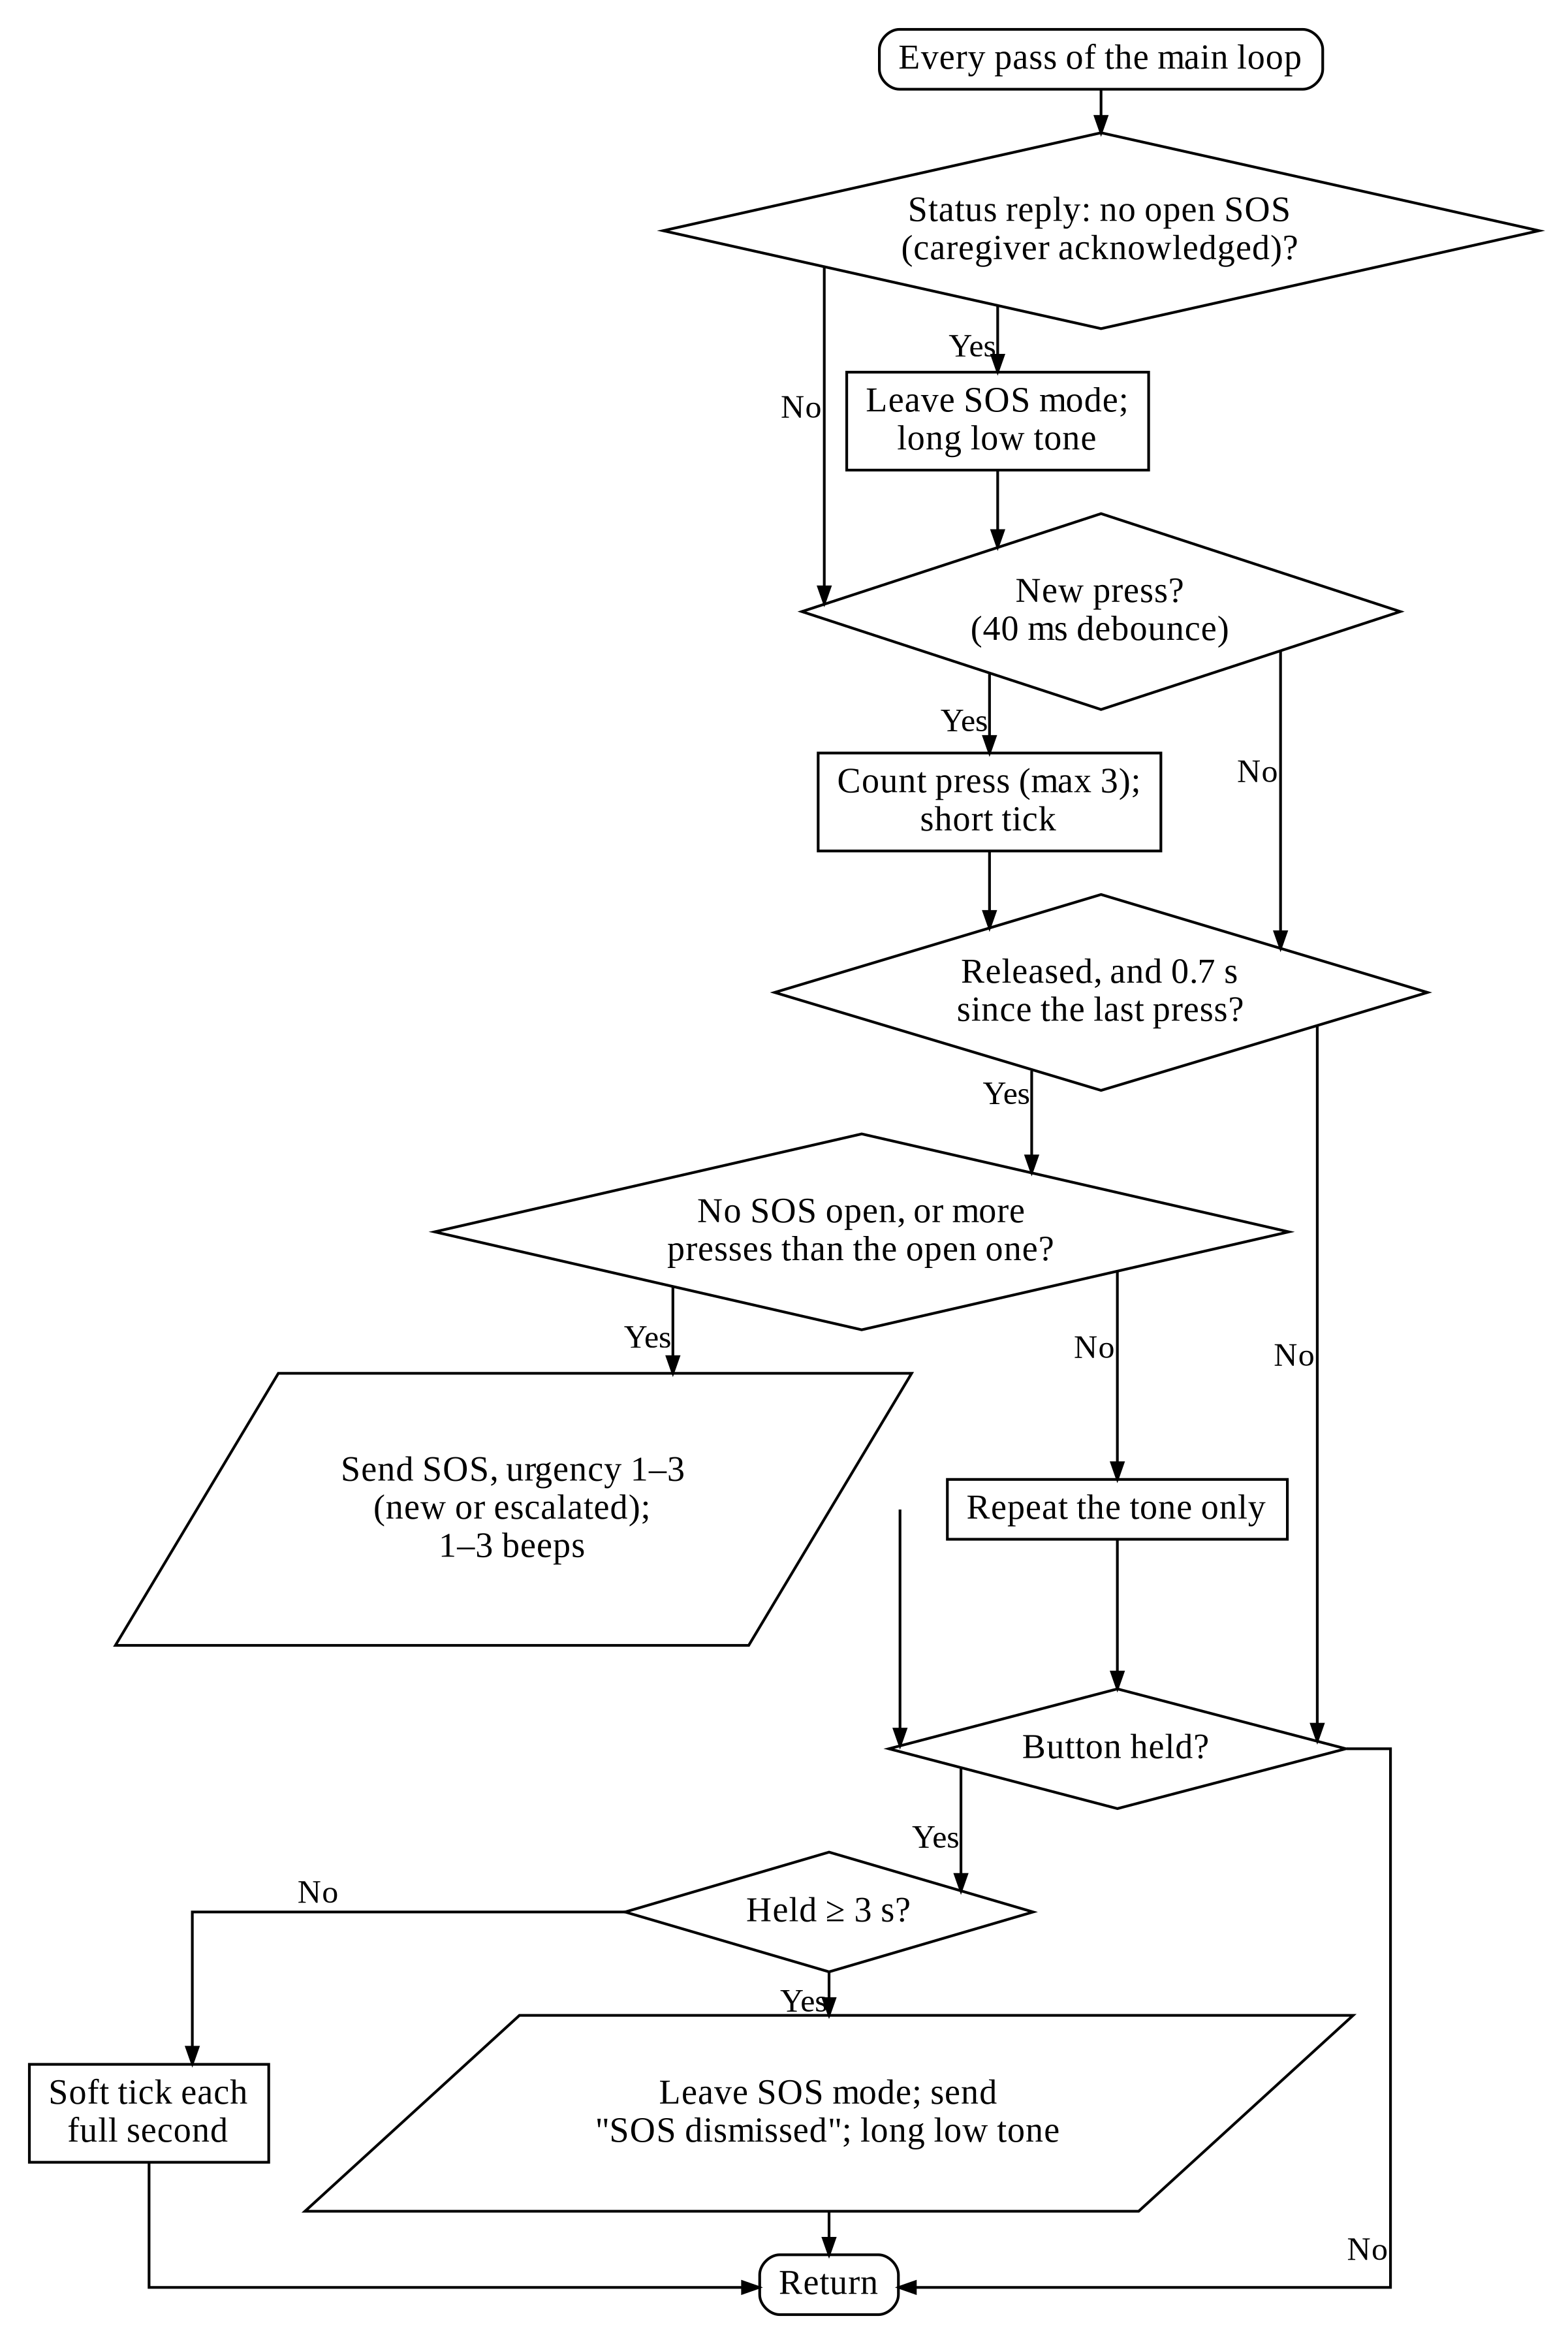 Every pass of the main loop
Status reply: no open SOS
(caregiver acknowledged)?
Yes
No
Leave SOS mode;
long low tone
New press?
(40 ms debounce)
Yes
No
Count press (max 3);
short tick
Released, and 0.7 s
since the last press?
Yes
No
No SOS open, or more
presses than the open one?
Yes
No
Send SOS, urgency 1–3
(new or escalated);
1–3 beeps
Repeat the tone only
Button held?
Yes
No
Held ≥ 3 s?
No
Yes
Soft tick each
full second
Leave SOS mode; send
"SOS dismissed"; long low tone
Return